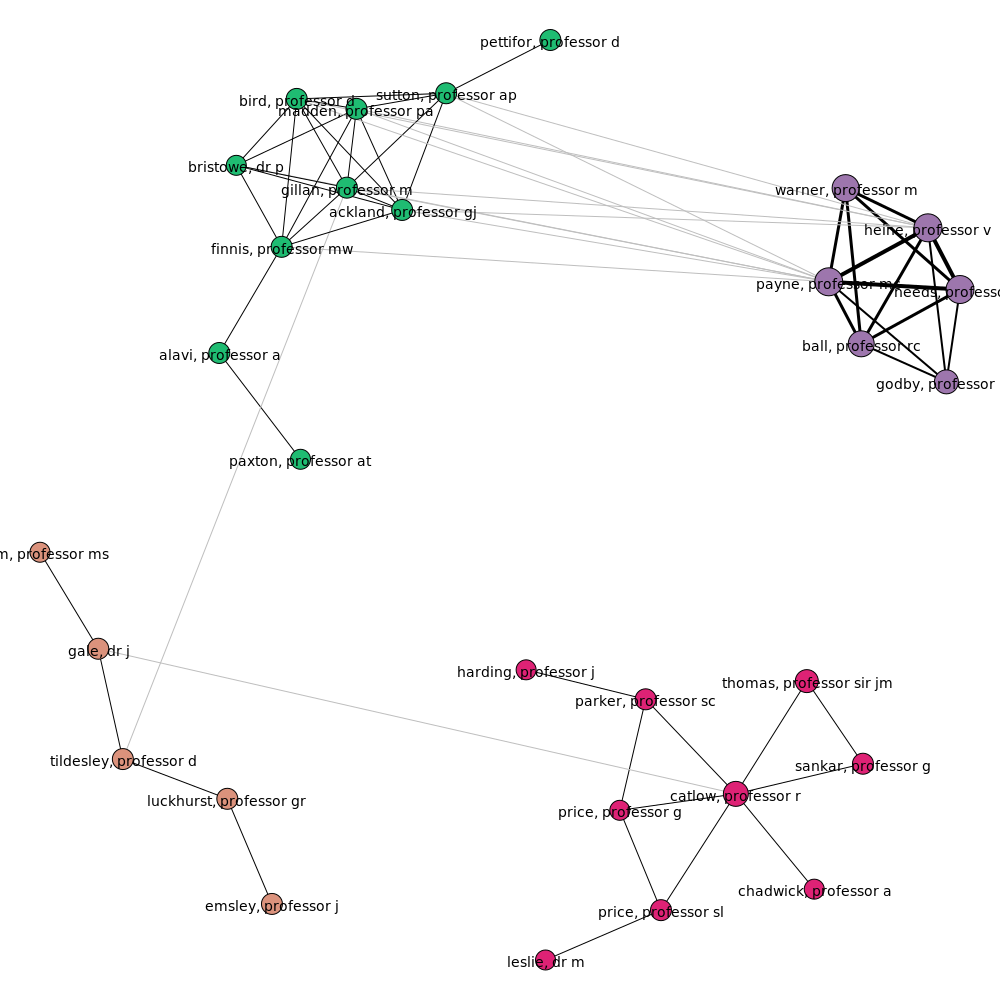 pettifor, professor d
sutton, professor ap
bird, professor d
madden, professor pa
bristowe, dr p
gillan, professor m
ackland, professor gj
finnis, professor mw
warner, professor m
heine, professor v
payne, professor m
needs, professo
ball, professor rc
godby, professor
alavi, professor a
paxton, professor at
m, professor ms
gale, dr j
tildesley, professor d
luckhurst, professor gr
emsley, professor j
harding, professor j
parker, professor sc
thomas, professor sir jm
sankar, professor g
catlow, professor r
price, professor g
chadwick, professor a
price, professor sl
leslie, dr m